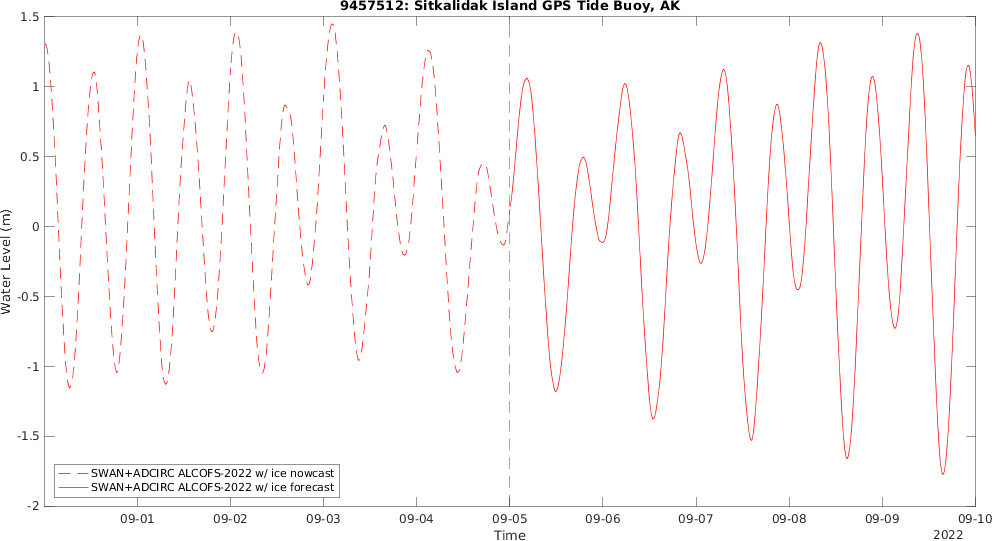 9457512: Sitkalidak Island GPS Tide Buoy, AK
1.5
1
0.5
0
-0.5
-1
-1.5
-2
Water Level (m)
SWAN+ADCIRC ALCOFS-2022 w/ ice nowcast
SWAN+ADCIRC ALCOFS-2022 w/ ice forecast
09-01 09-02 09-03 09-04 09-05 09-06 09-07 09-08 09-09 09-10
Time
2022